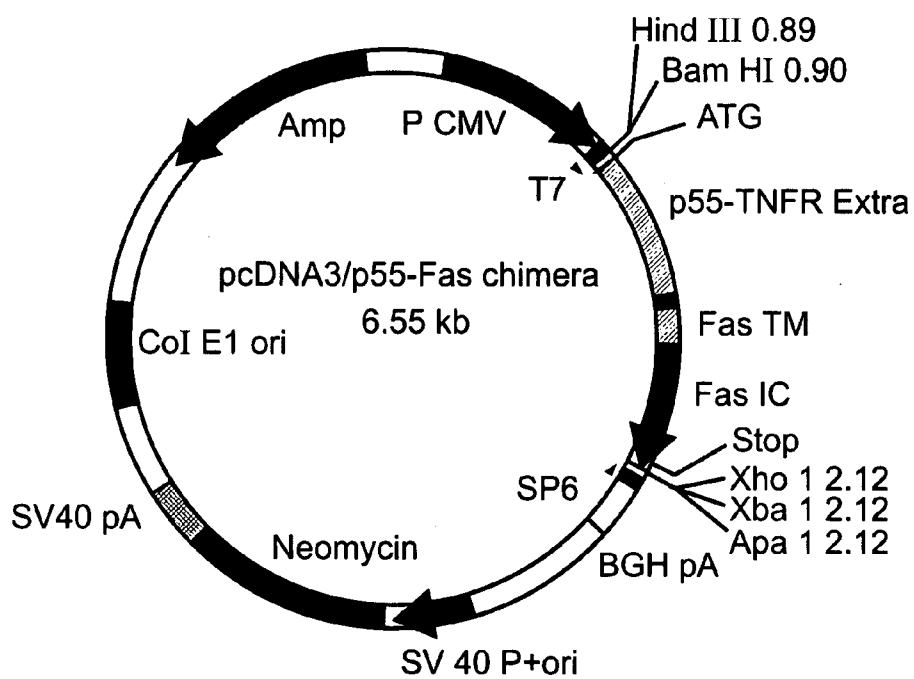 Hind III 0.89
Bam HI 0.90
ATG
Amp
P CMV
T7
p55-TNFR Extra
pcDNA3/p55-Fas chimera
6.55 kb
Fas TM
CoI E1 ori
Fas IC
Stop
SP6
Xho 1 2.12
Xba 1 2.12
Apa 1 2.12
SV40 pA
Neomycin
BGH pA
SV 40 P+ori